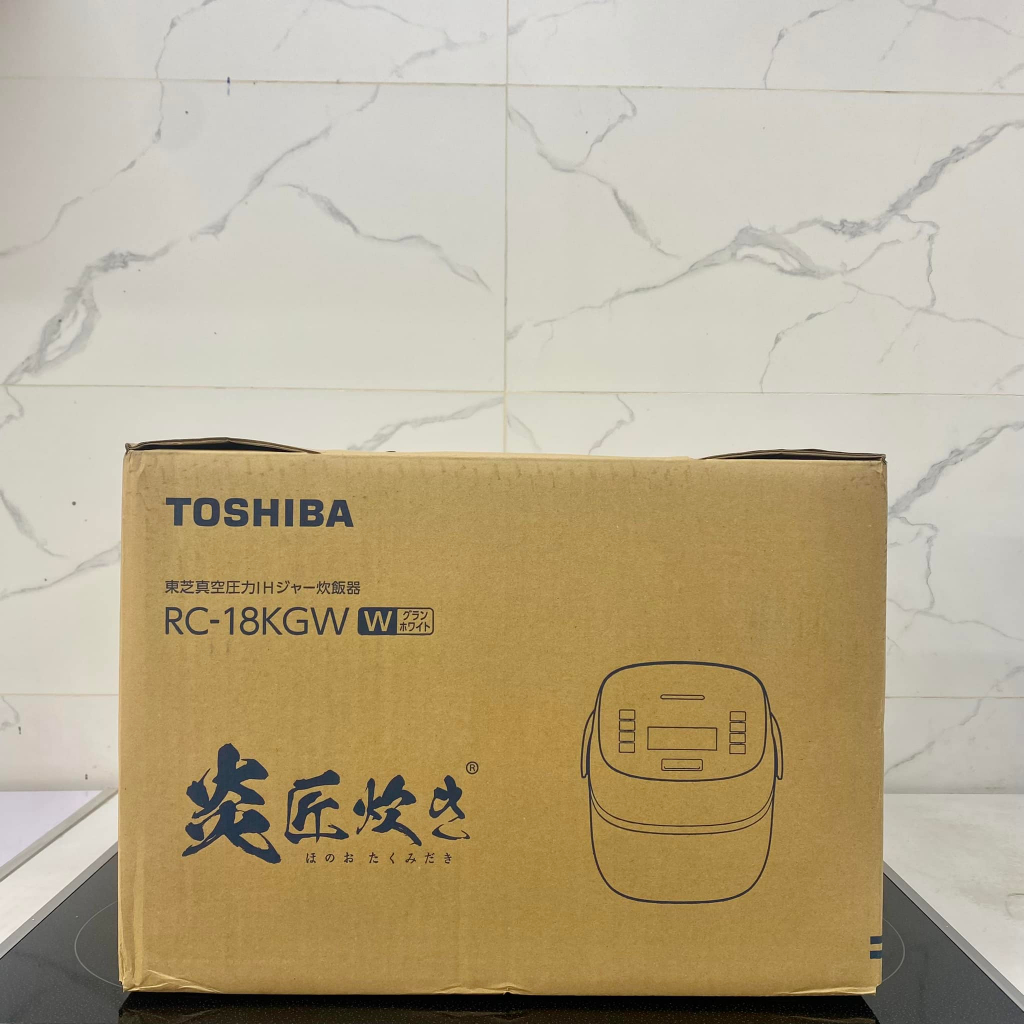 TOSHIBA
東芝真空圧力IHジャー炊飯器
RC-18KGW W グラン
ホワイト
炎匠炊き®
ほのおたくみだき